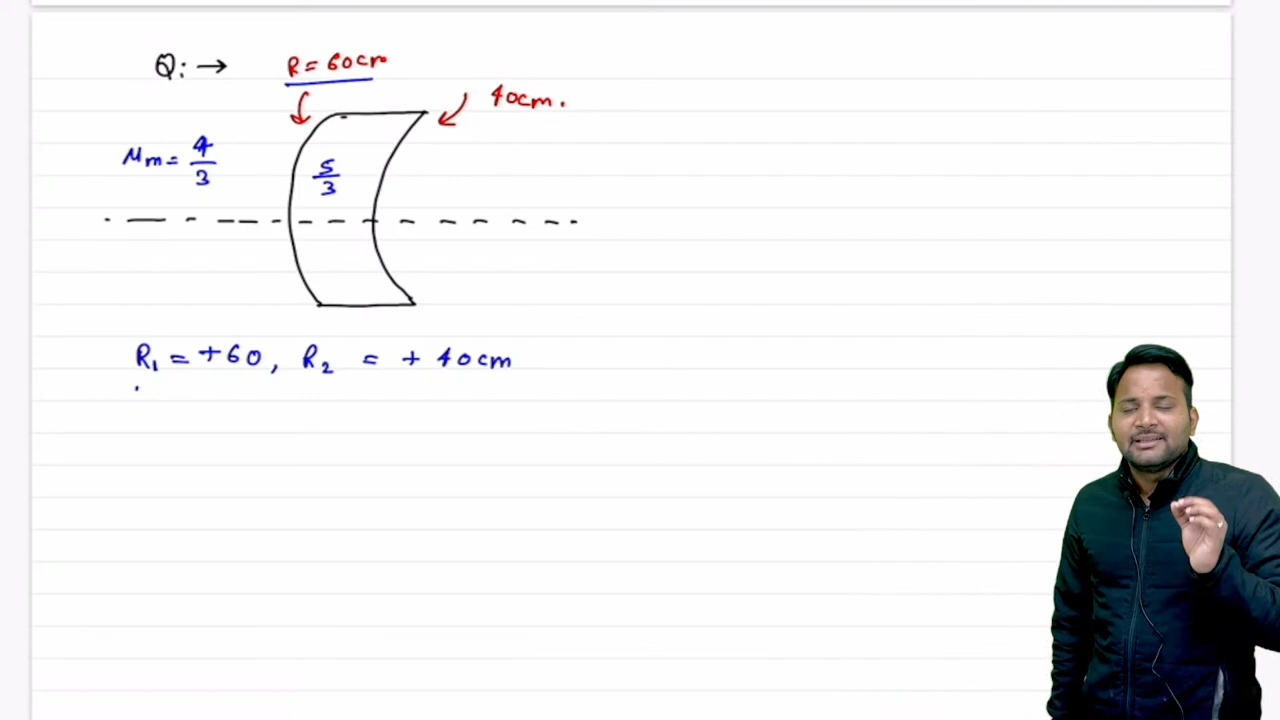 Q: → R = 60cm
40cm.
μm = 4/3
5/3
R₁ = +60, R₂ = + 40cm